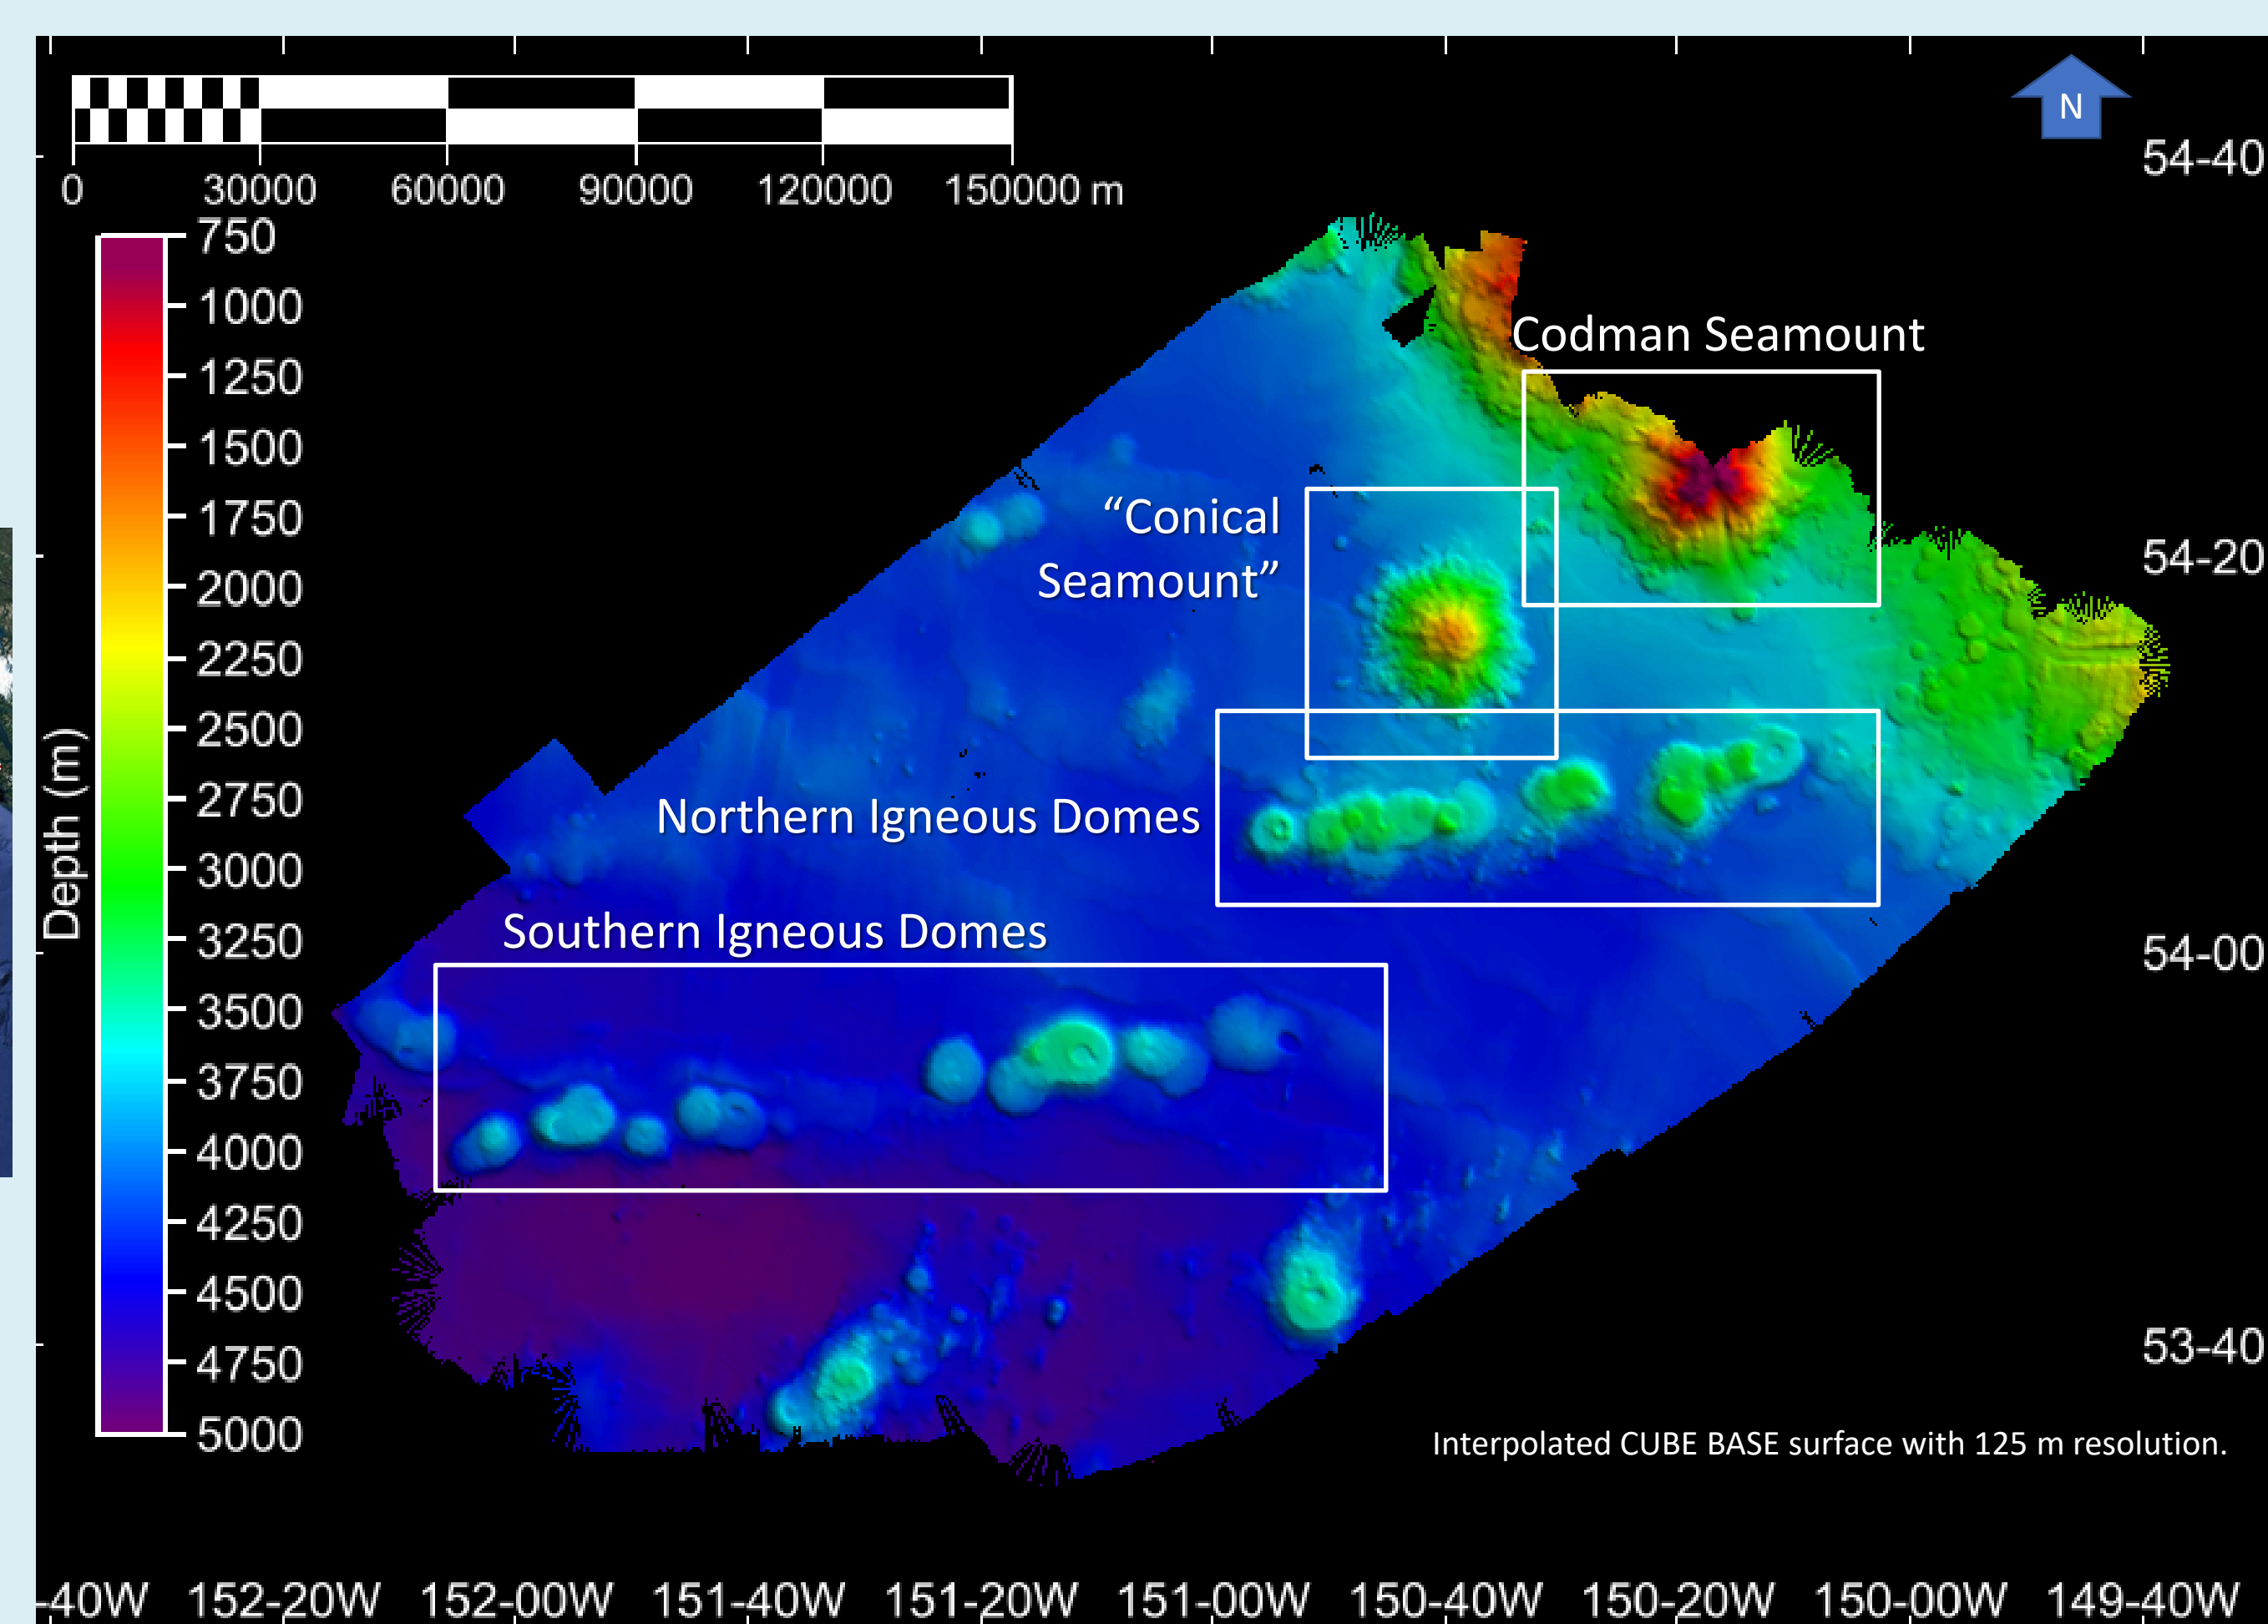 N
0 30000 60000 90000 120000 150000 m
54-40
750
1000
1250
1500
1750
2000
2250
2500
2750
3000
3250
3500
3750
4000
4250
4500
4750
5000
Depth (m)
Codman Seamount
“Conical
Seamount”
54-20
Northern Igneous Domes
Southern Igneous Domes
54-00
53-40
Interpolated CUBE BASE surface with 125 m resolution.
-40W 152-20W 152-00W 151-40W 151-20W 151-00W 150-40W 150-20W 150-00W 149-40W